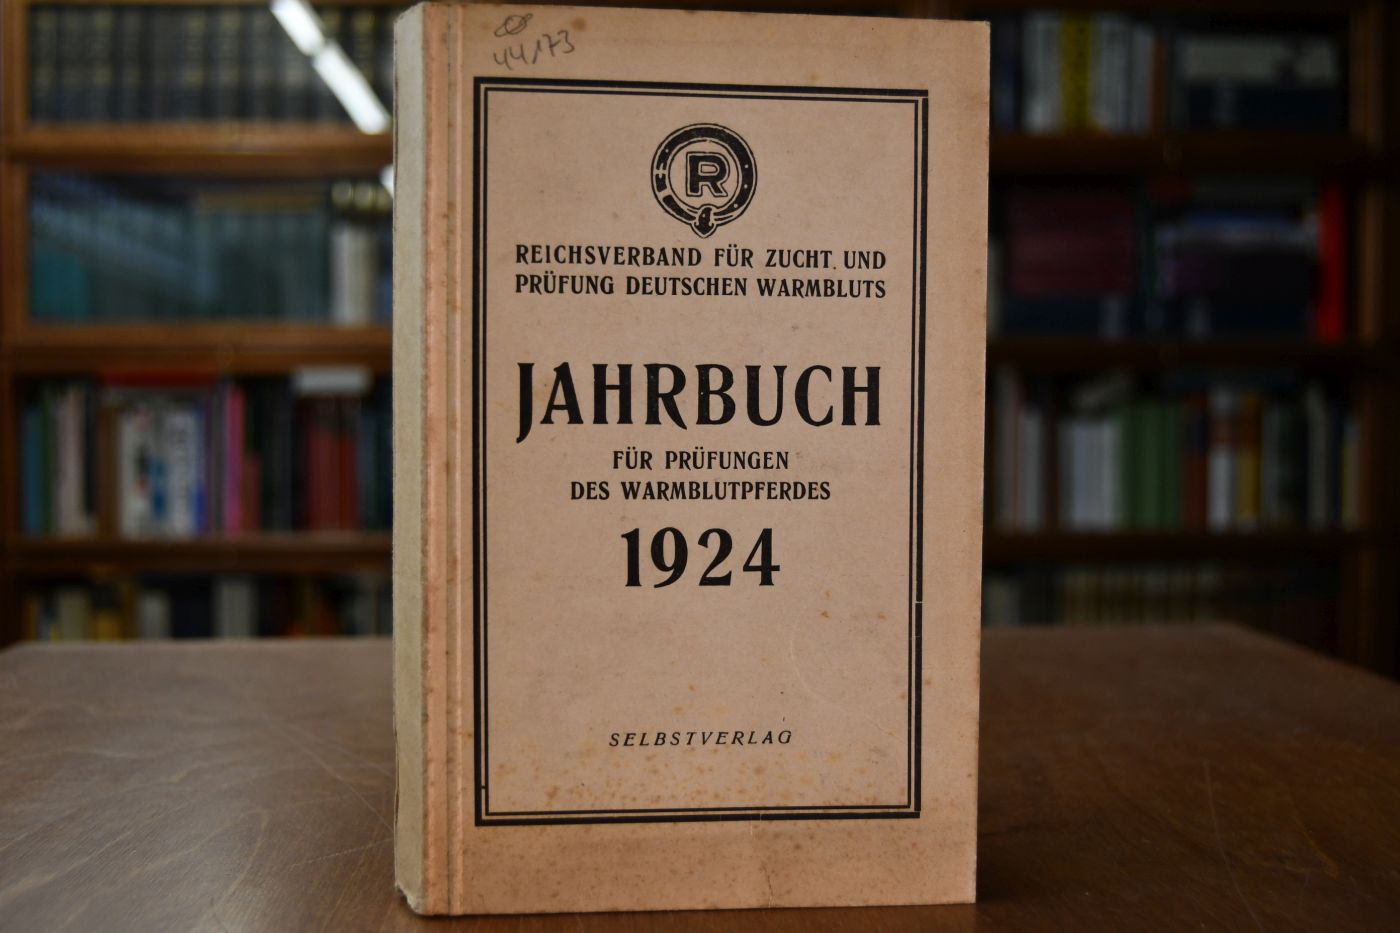 44,173
R
REICHSVERBAND FÜR ZUCHT UND
PRÜFUNG DEUTSCHEN WARMBLUTS
JAHRBUCH
FÜR PRÜFUNGEN
DES WARMBLUTPFERDES
1924
SELBSTVERLAG